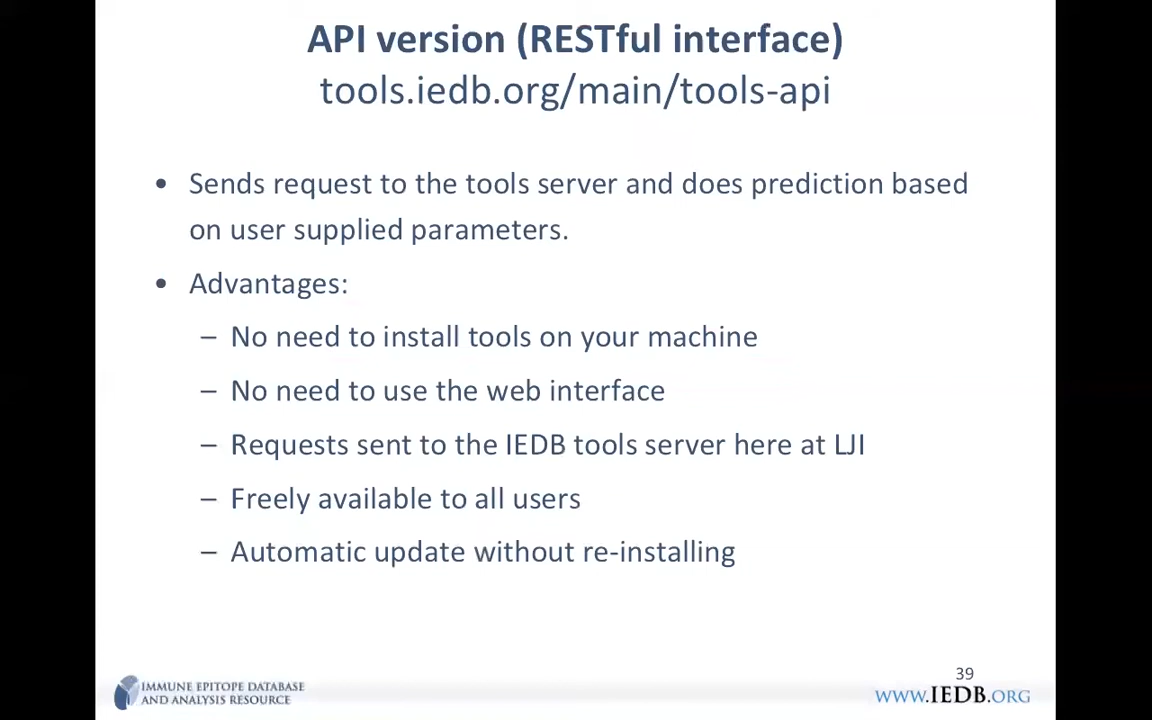 API version (RESTful interface)
tools.iedb.org/main/tools-api
• Sends request to the tools server and does prediction based
on user supplied parameters.
• Advantages:
– No need to install tools on your machine
– No need to use the web interface
– Requests sent to the IEDB tools server here at LJI
– Freely available to all users
– Automatic update without re-installing
39
IMMUNE EPITOPE DATABASE
AND ANALYSIS RESOURCE
WWW.IEDB.ORG